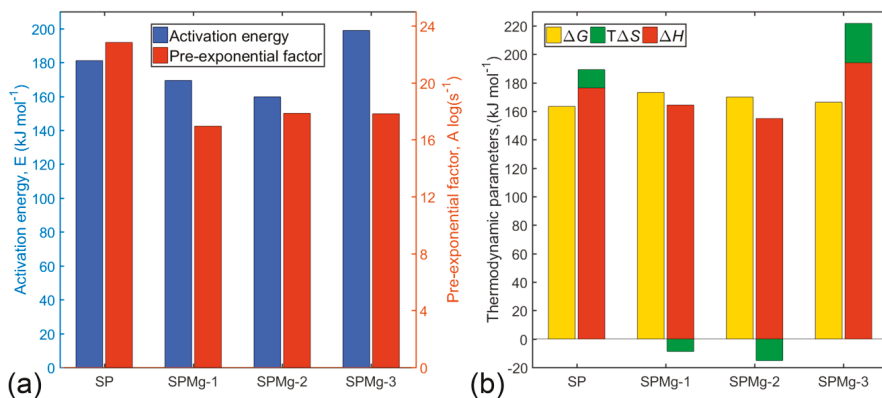 Activation energy, E (kJ mol⁻¹)
200
180
160
140
120
100
80
60
40
20
0
Activation energy
Pre-exponential factor
24
20
16
12
8
4
0
Pre-exponential factor, A log(s⁻¹)
SP
SPMg-1
SPMg-2
SPMg-3
(a)
Thermodynamic parameters,(kJ mol⁻¹)
220
200
180
160
140
120
100
80
60
40
20
0
-20
ΔG TΔS ΔH
SP
SPMg-1
SPMg-2
SPMg-3
(b)